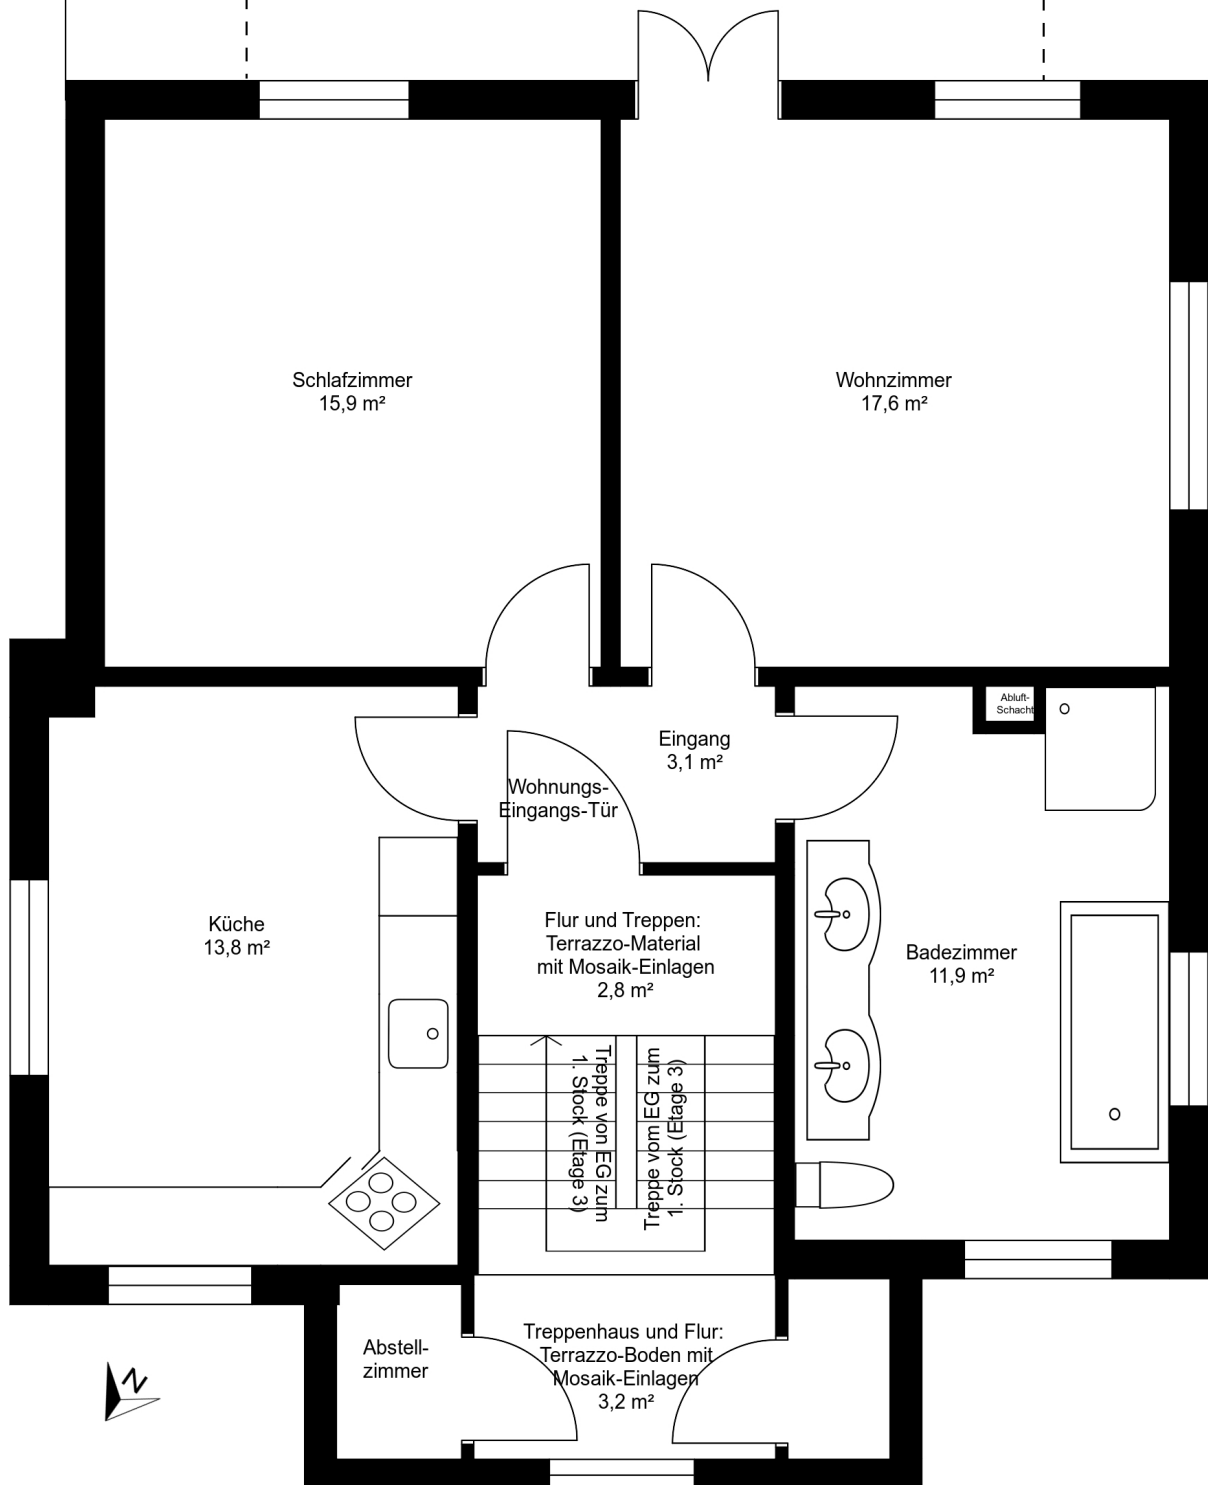 Schlafzimmer
15,9 m²
Wohnzimmer
17,6 m²
Abluft-
Schacht
Eingang
3,1 m²
Wohnungs-
Eingangs-Tür
Küche
13,8 m²
Flur und Treppen:
Terrazzo-Material
mit Mosaik-Einlagen
2,8 m²
Badezimmer
11,9 m²
Treppe von EG zum
1. Stock (Etage 3)
Treppe vom EG zum
1. Stock (Etage 3)
Abstell-
zimmer
Treppenhaus und Flur:
Terrazzo-Boden mit
Mosaik-Einlagen
3,2 m²
N